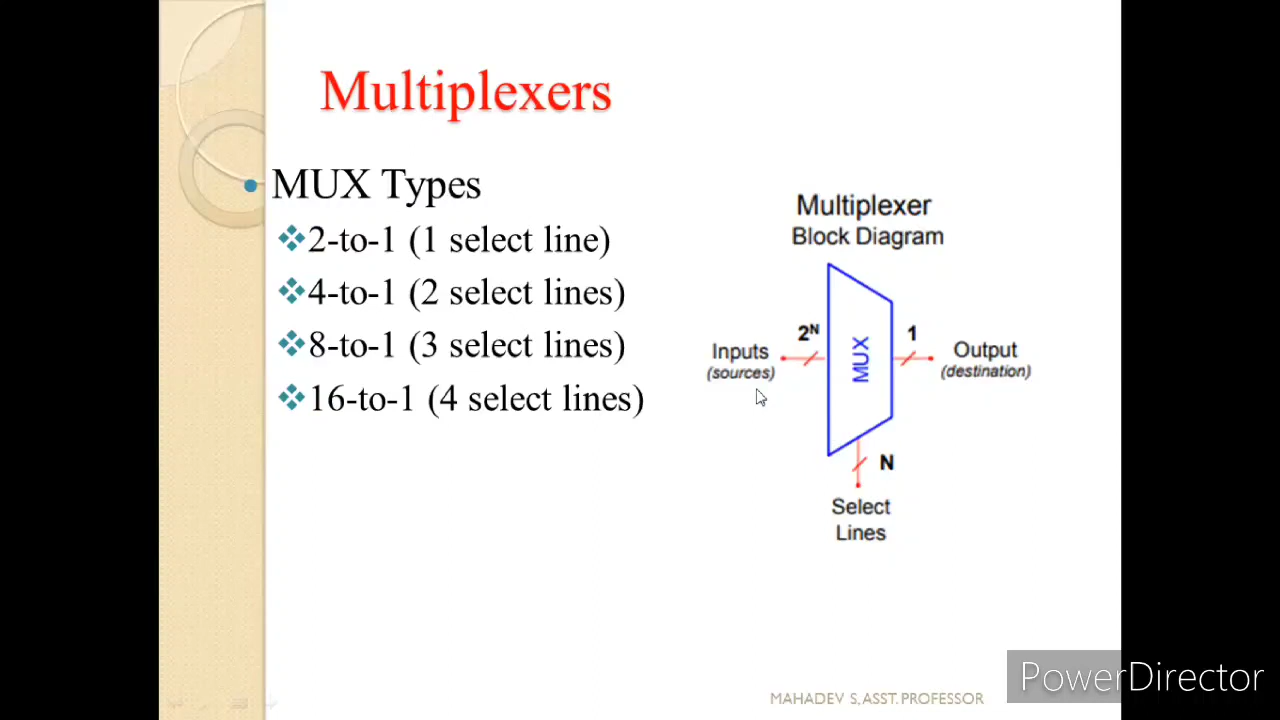 Multiplexers
MUX Types
2-to-1 (1 select line)
4-to-1 (2 select lines)
8-to-1 (3 select lines)
16-to-1 (4 select lines)
Multiplexer
Block Diagram
2ᴺ
1
Inputs
(sources)
MUX
Output
(destination)
N
Select
Lines
MAHADEV S, ASST. PROFESSOR
PowerDirector